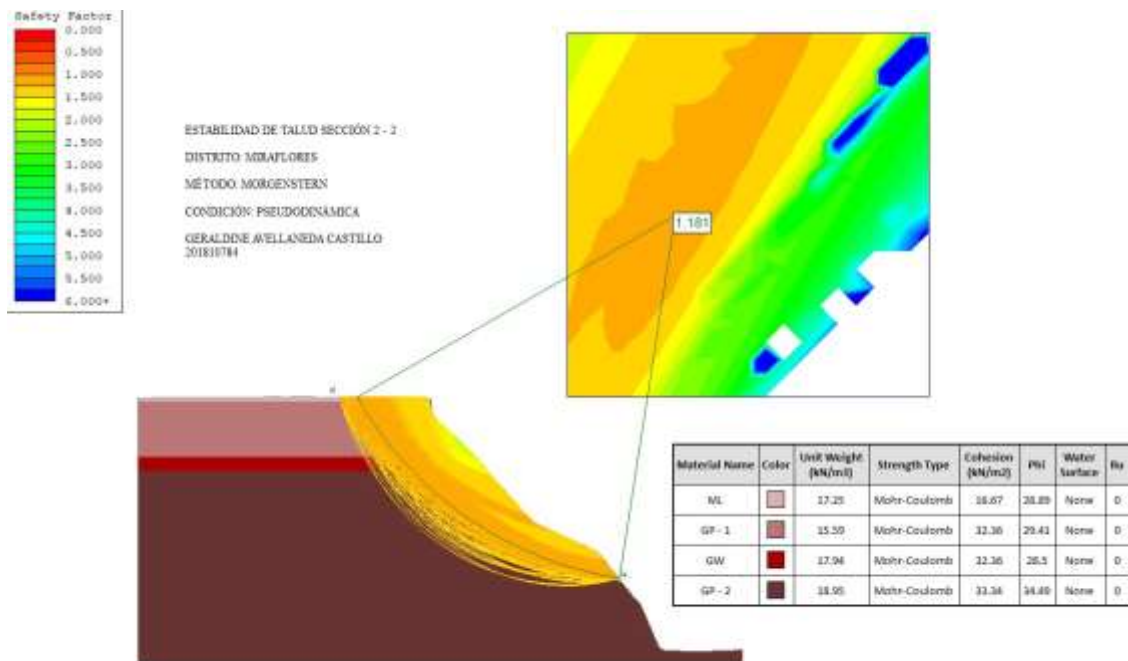 Safety Factor
0.000
0.500
1.000
1.500
2.000
2.500
3.000
3.500
4.000
4.500
5.000
5.500
6.000+
ESTABILIDAD DE TALUD SECCIÓN 2 - 2
DISTRITO: MIRAFLORES
MÉTODO: MORGENSTERN
CONDICIÓN: PSEUDODINÁMICA
GERALDINE AVELLANEDA CASTILLO
201810784
1.181
Material Name Color Unit Weight (kN/m3) Strength Type Cohesion (kN/m2) Phi Water Surface Ru
ML 17.25 Mohr-Coulomb 16.67 28.89 None 0
GP - 1 15.59 Mohr-Coulomb 32.36 29.41 None 0
GW 17.94 Mohr-Coulomb 32.36 28.5 None 0
GP - 2 18.95 Mohr-Coulomb 33.34 34.49 None 0